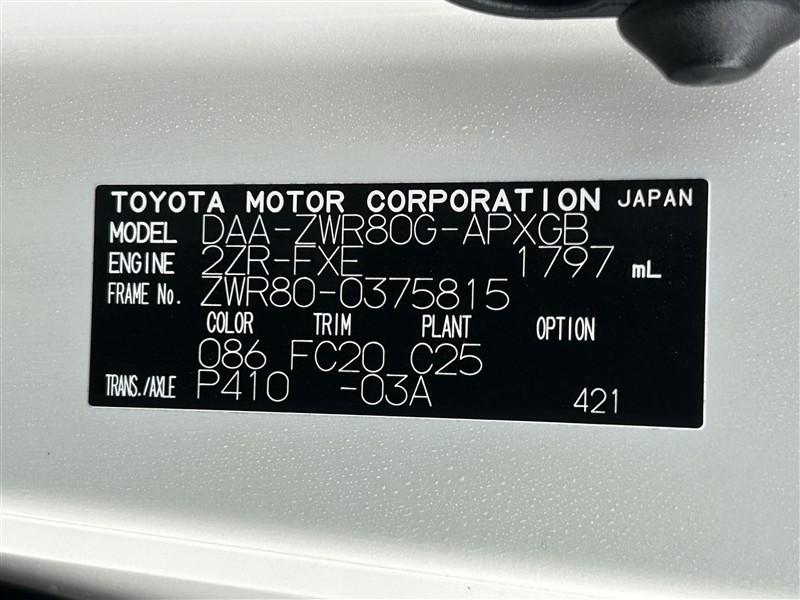 TOYOTA MOTOR CORPORATION JAPAN
MODEL DAA-ZWR80G-APXGB
ENGINE 2ZR-FXE 1797 mL
FRAME No. ZWR80-0375815
COLOR TRIM PLANT OPTION
086 FC20 C25
TRANS./AXLE P410 -03A 421